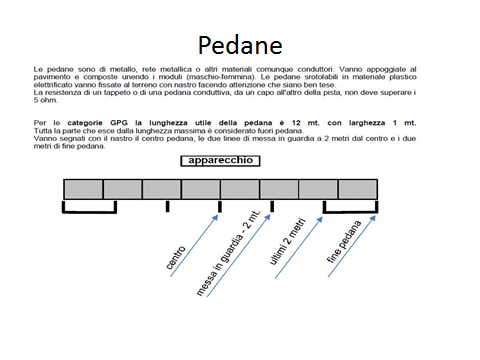 Pedane
Le pedane sono di metallo, rete metallica o altri materiali comunque conduttori. Vanno appoggiate al
pavimento e composte unendo i moduli (maschio-femmina). Le pedane srotolabili in materiale plastico
elettrificato vanno fissate al terreno con nastro facendo attenzione che siano ben tese.
La resistenza di un tappeto o di una pedana conduttiva, da un capo all'altro della pista, non deve superare i
5 ohm.
Per le categorie GPG la lunghezza utile della pedana è 12 mt. con larghezza 1 mt.
Tutta la parte che esce dalla lunghezza massima è considerato fuori pedana.
Vanno segnati con il nastro il centro pedana, le due linee di messa in guardia a 2 metri dal centro e i due
metri di fine pedana.
apparecchio
centro
messa in guardia - 2 mt.
ultimi 2 metri
fine pedana